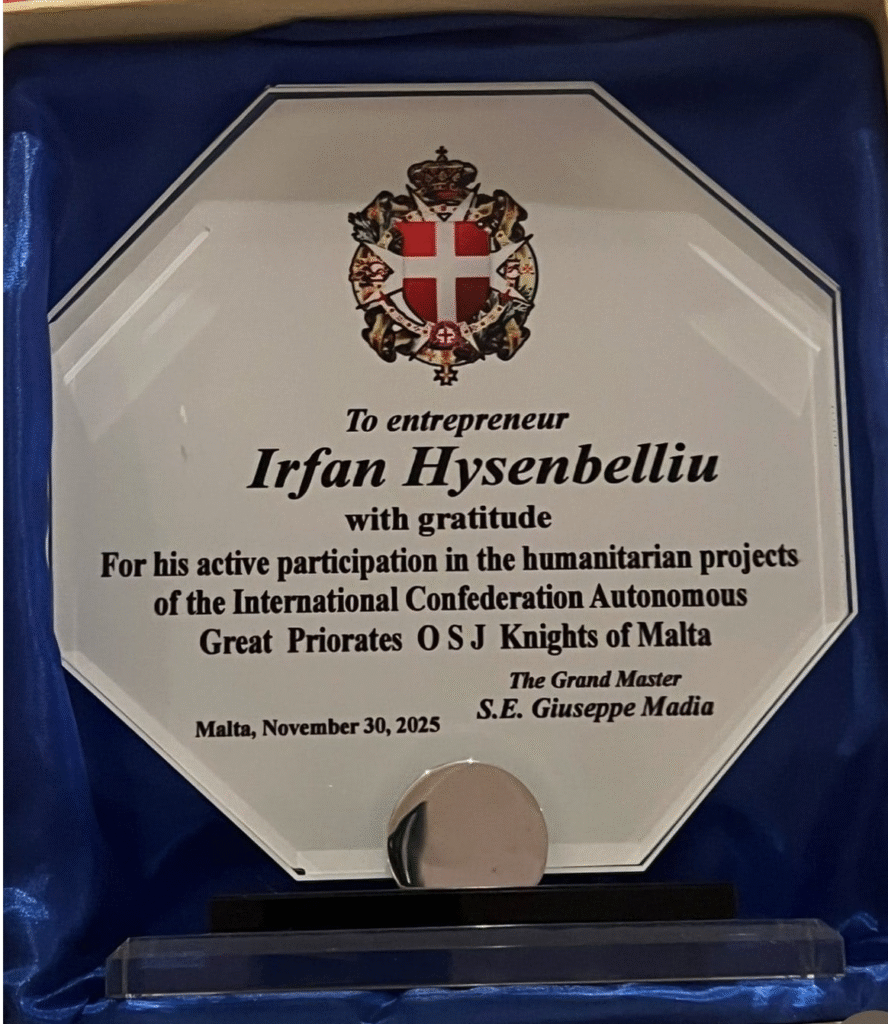 To entrepreneur
Irfan Hysenbelliu
with gratitude
For his active participation in the humanitarian projects
of the International Confederation Autonomous
Great Priorates O S J Knights of Malta
The Grand Master
S.E. Giuseppe Madia
Malta, November 30, 2025